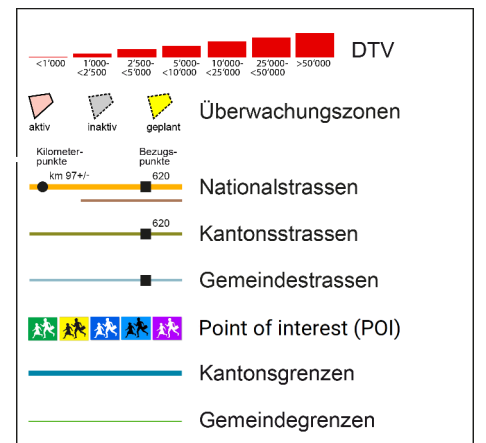 DTV
<1'000
1'000-
<2'500
2'500-
<5'000
5'000-
<10'000
10'000-
<25'000
25'000-
<50'000
>50'000
Überwachungszonen
aktiv
inaktiv
geplant
Kilometer-
punkte
Bezugs-
punkte
km 97+/-
620
Nationalstrassen
620
Kantonsstrassen
Gemeindestrassen
Point of interest (POI)
Kantonsgrenzen
Gemeindegrenzen